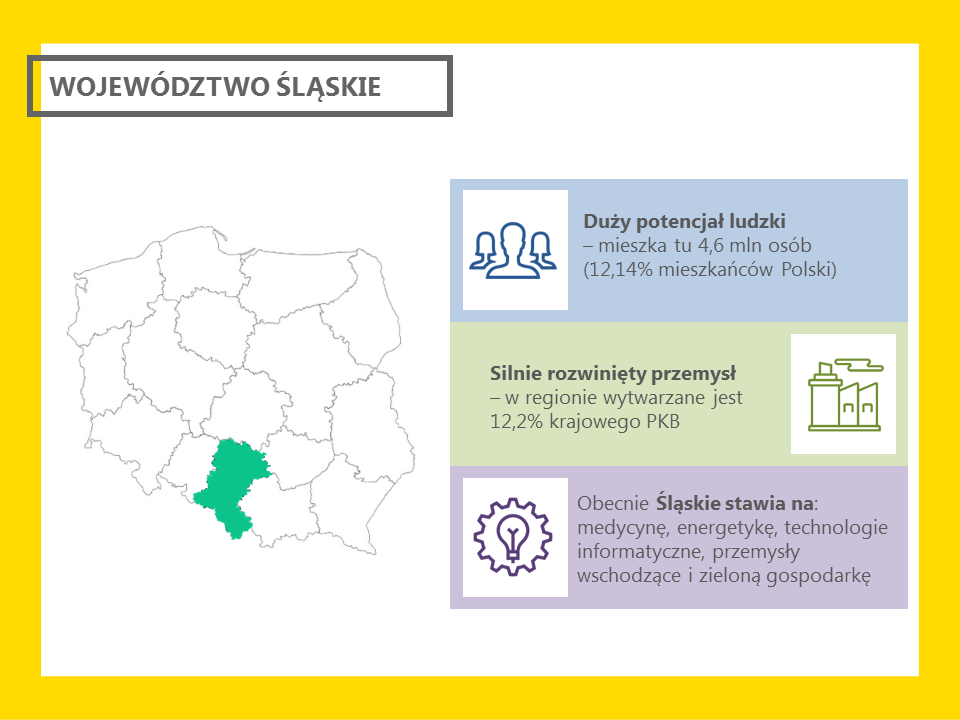 WOJEWÓDZTWO ŚLĄSKIE
Duży potencjał ludzki
– mieszka tu 4,6 mln osób
(12,14% mieszkańców Polski)
Silnie rozwinięty przemysł
– w regionie wytwarzane jest
12,2% krajowego PKB
Obecnie Śląskie stawia na:
medycynę, energetykę, technologie
informatyczne, przemysły
wschodzące i zieloną gospodarkę